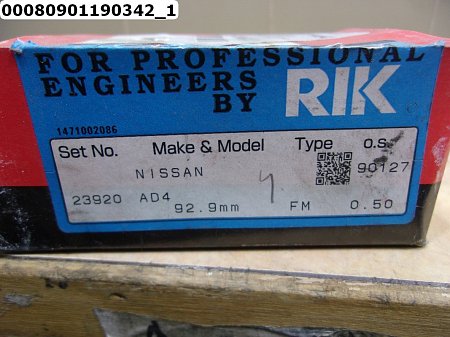 00080901190342_1
FOR PROFESSIONAL
ENGINEERS
BY RIK
1471002086
Set No. Make & Model Type o.s.
NISSAN 90127
23920 AD4
92.9mm FM 0.50